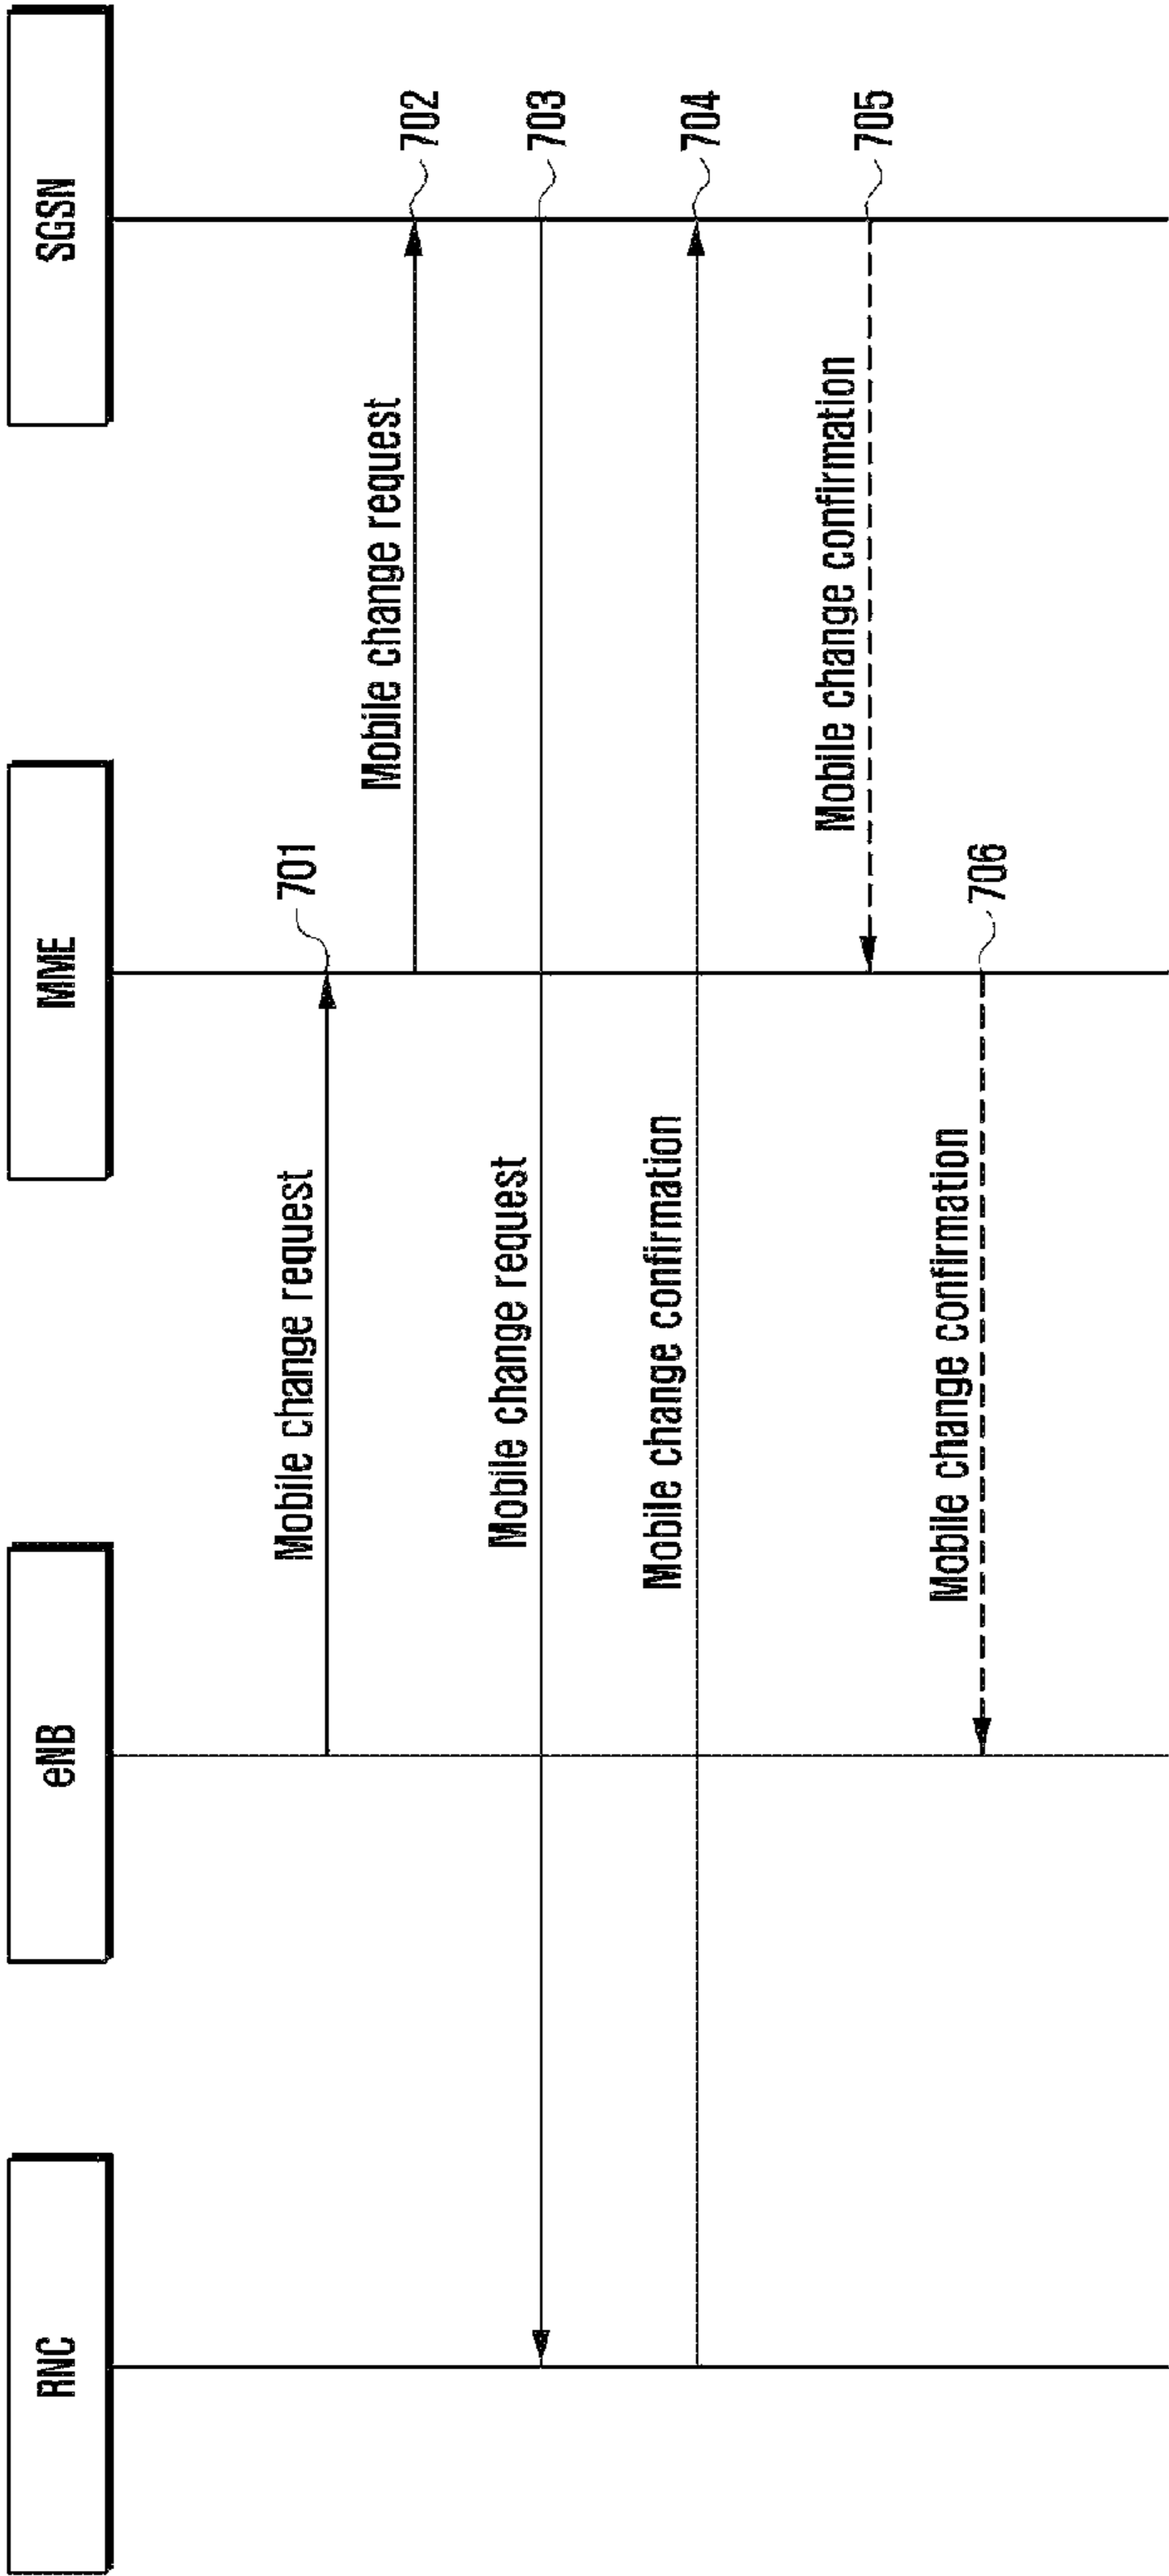 RNC
eNB
MME
SGSN
Mobile change request
701
Mobile change request
702
Mobile change request
703
Mobile change confirmation
704
Mobile change confirmation
705
Mobile change confirmation
706